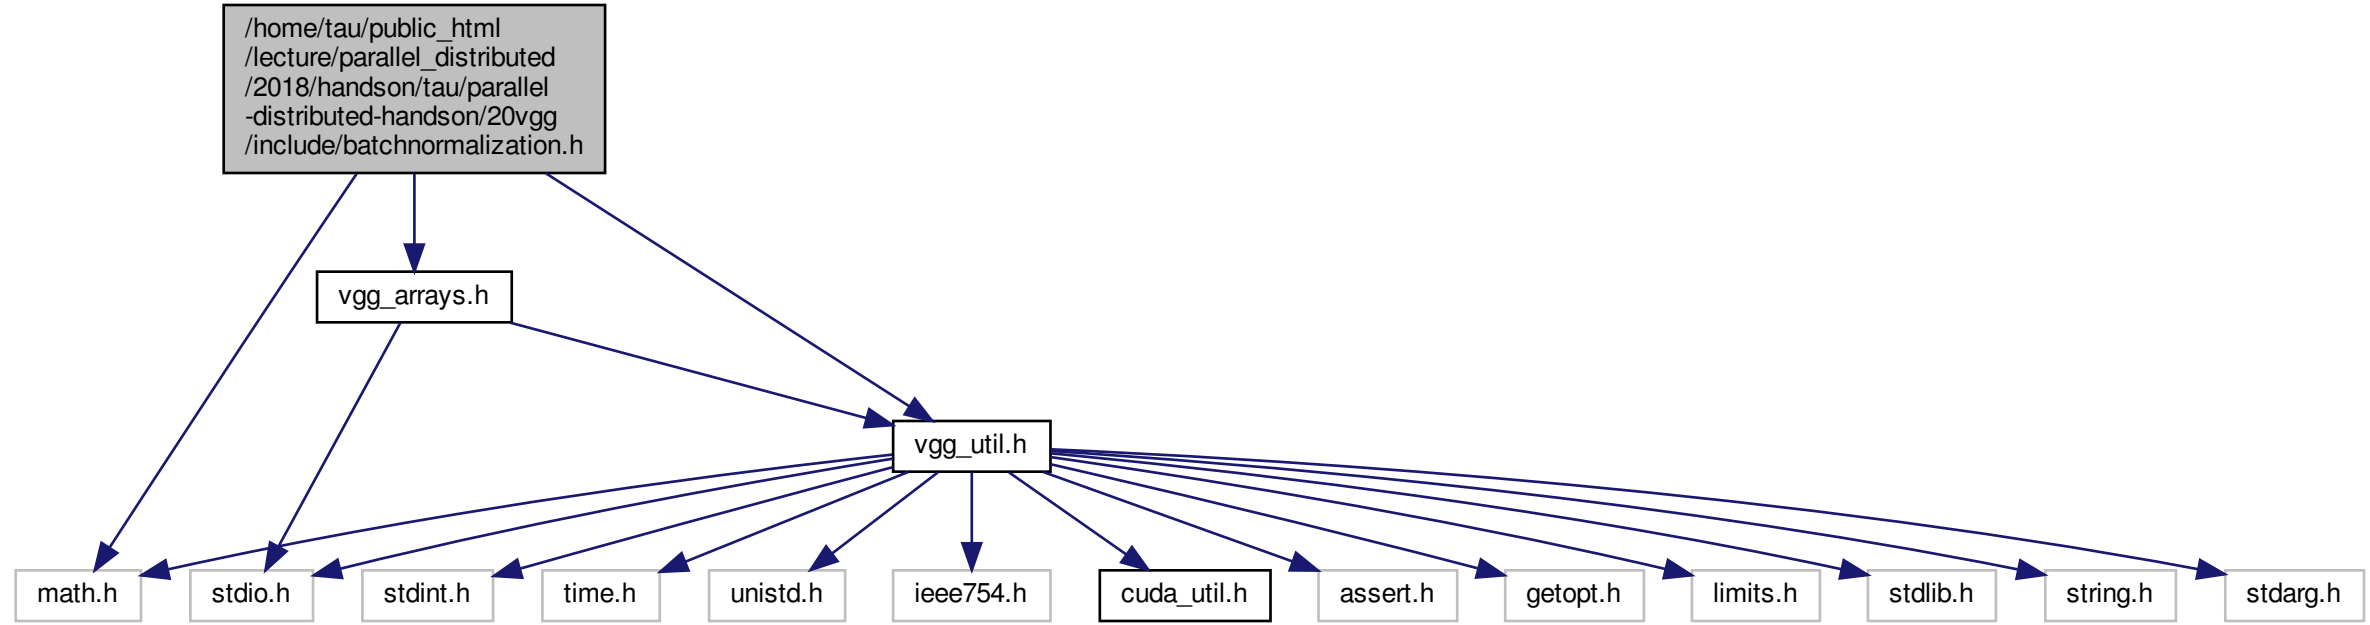 /home/tau/public_html
/lecture/parallel_distributed
/2018/handson/tau/parallel
-distributed-handson/20vgg
/include/batchnormalization.h
vgg_arrays.h
vgg_util.h
math.h
stdio.h
stdint.h
time.h
unistd.h
ieee754.h
cuda_util.h
assert.h
getopt.h
limits.h
stdlib.h
string.h
stdarg.h